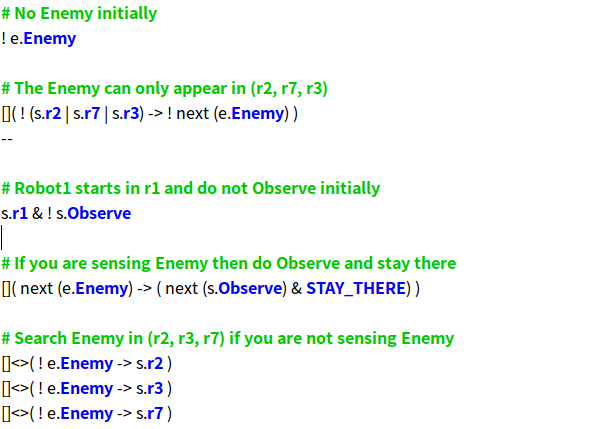 # No Enemy initially
! e.Enemy
# The Enemy can only appear in (r2, r7, r3)
[]( ! (s.r2 | s.r7 | s.r3) -> ! next (e.Enemy) )
--
# Robot1 starts in r1 and do not Observe initially
s.r1 & ! s.Observe
# If you are sensing Enemy then do Observe and stay there
[]( next (e.Enemy) -> ( next (s.Observe) & STAY_THERE) )
# Search Enemy in (r2, r3, r7) if you are not sensing Enemy
[]<>( ! e.Enemy -> s.r2 )
[]<>( ! e.Enemy -> s.r3 )
[]<>( ! e.Enemy -> s.r7 )